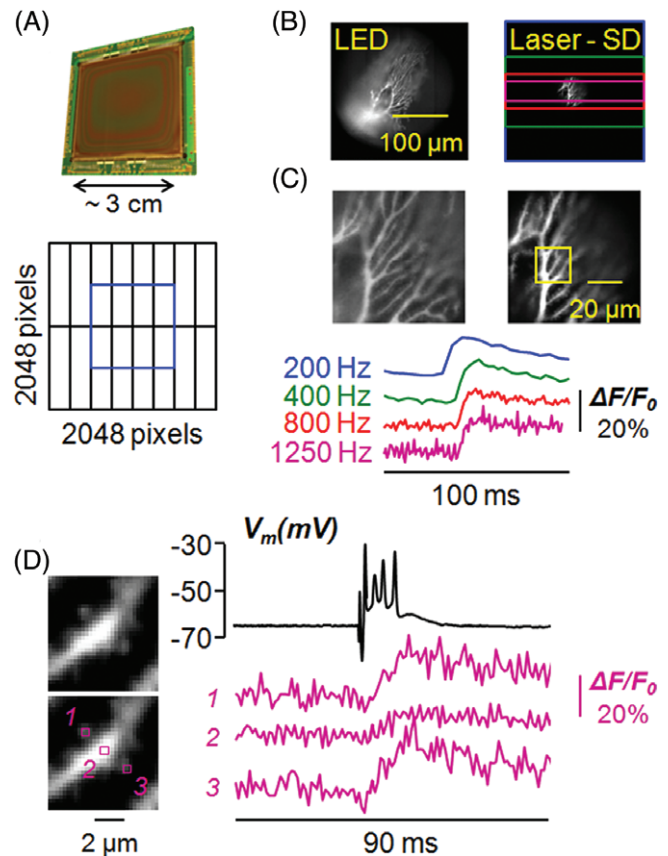 (A)
~ 3 cm
2048 pixels
2048 pixels
(B)
LED
100 µm
Laser - SD
(C)
20 µm
200 Hz
400 Hz
800 Hz
1250 Hz
ΔF/F0
20%
100 ms
(D)
Vm(mV)
-30
-50
-70
1
2
3
2 µm
1
2
3
ΔF/F0
20%
90 ms